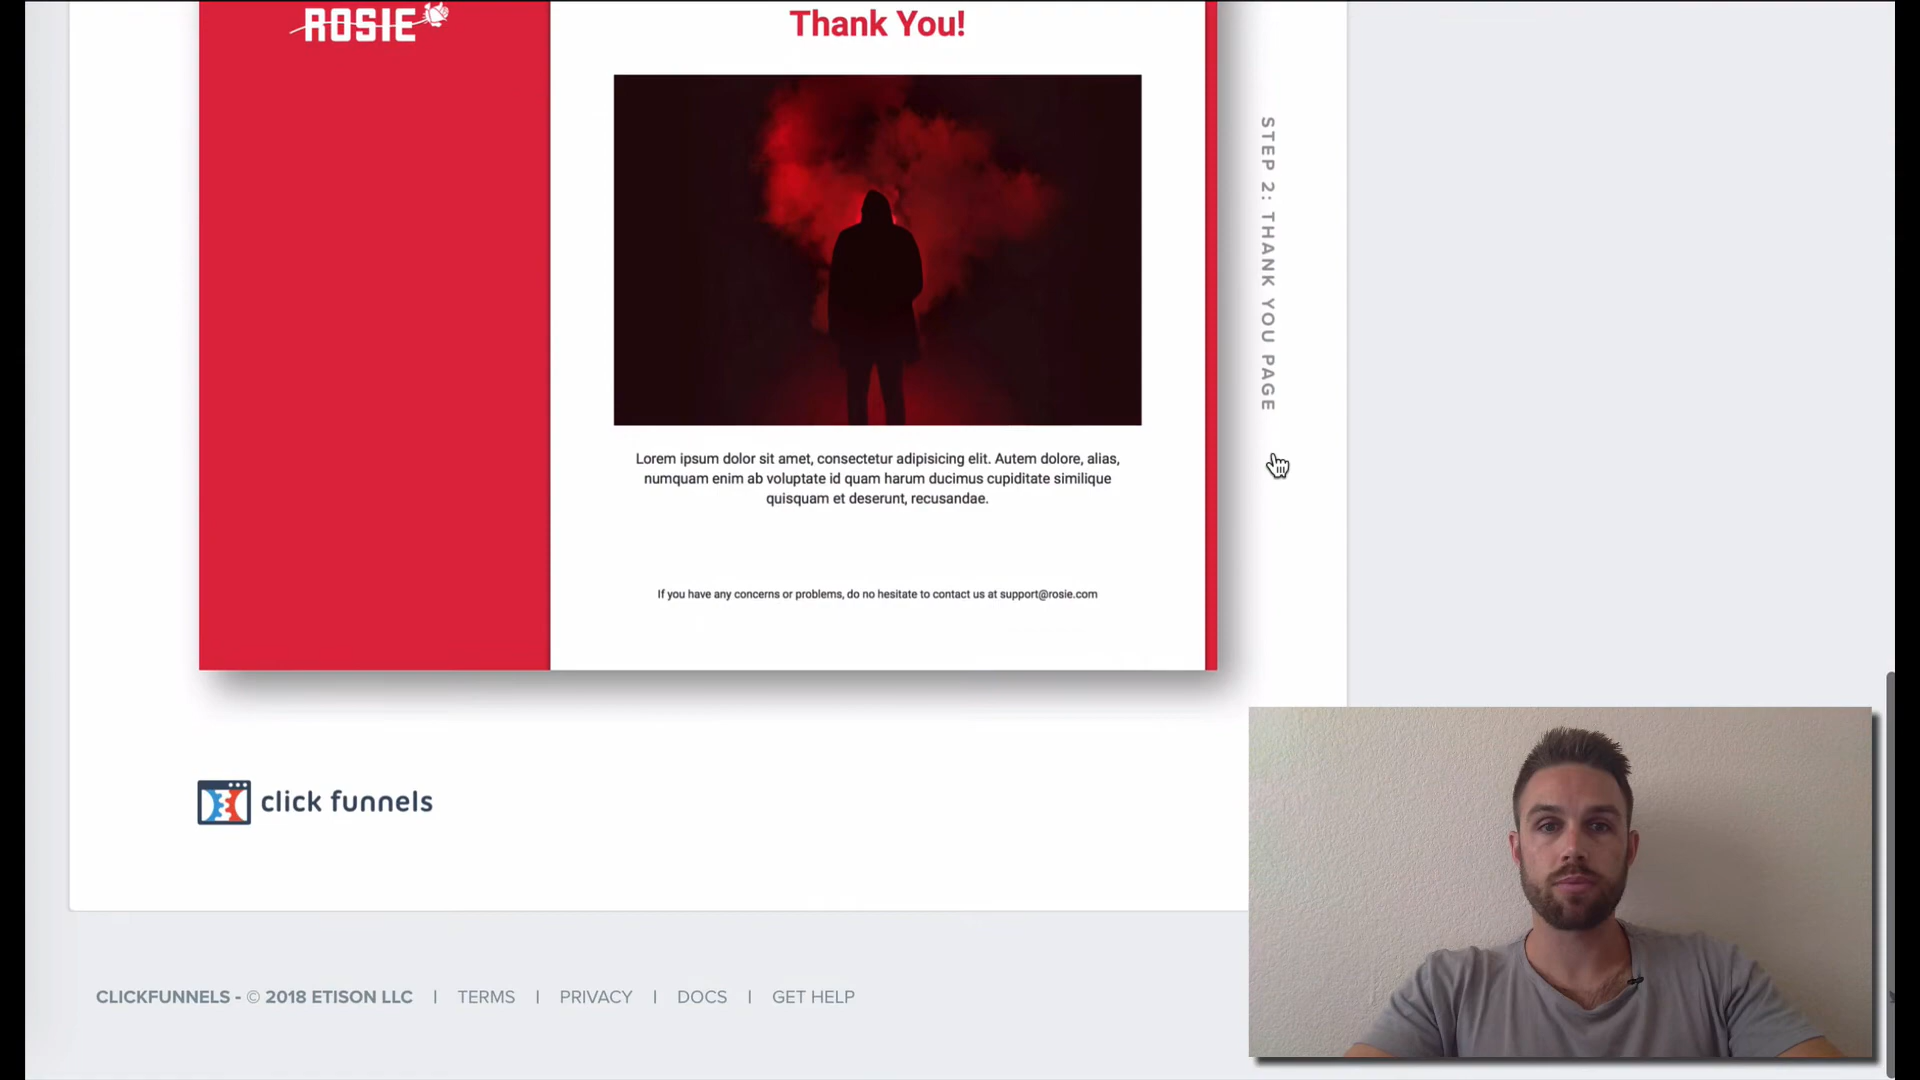 ROSIE
Thank You!
STEP 2: THANK YOU PAGE
Lorem ipsum dolor sit amet, consectetur adipisicing elit. Autem dolore, alias,
numquam enim ab voluptate id quam harum ducimus cupiditate similique
quisquam et deserunt, recusandae.
If you have any concerns or problems, do no hesitate to contact us at support@rosie.com
click funnels
CLICKFUNNELS - © 2018 ETISON LLC | TERMS | PRIVACY | DOCS | GET HELP